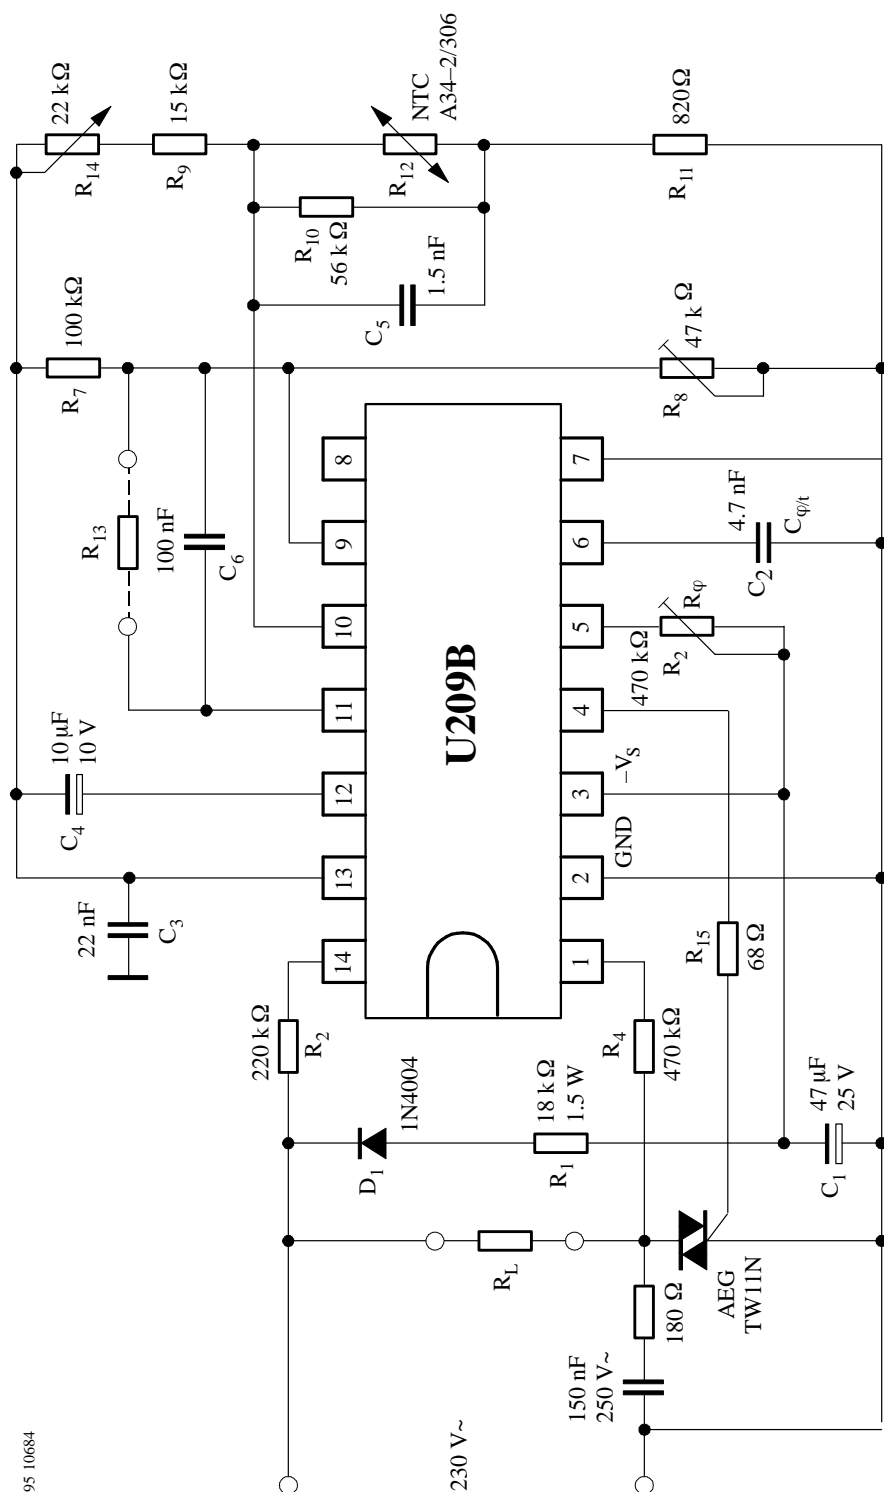 22 kΩ
R14
15 kΩ
R9
NTC
A34–2/306
R12
820Ω
R11
R10
56 kΩ
1.5 nF
C5
100 kΩ
R7
47 kΩ
R8
R13
100 nF
C6
10 μF
10 V
C4
22 nF
C3
8
9
10
11
12
13
14
U209B
7
6
5
4
3
2
1
–VS
GND
4.7 nF
Cφ/t
C2
Rφ
470 kΩ
R2
R15
68 Ω
220 kΩ
R2
R4
470 kΩ
1N4004
D1
18 kΩ
1.5 W
R1
47 μF
25 V
C1
RL
180 Ω
AEG
TW11N
150 nF
250 V~
230 V~
95 10684